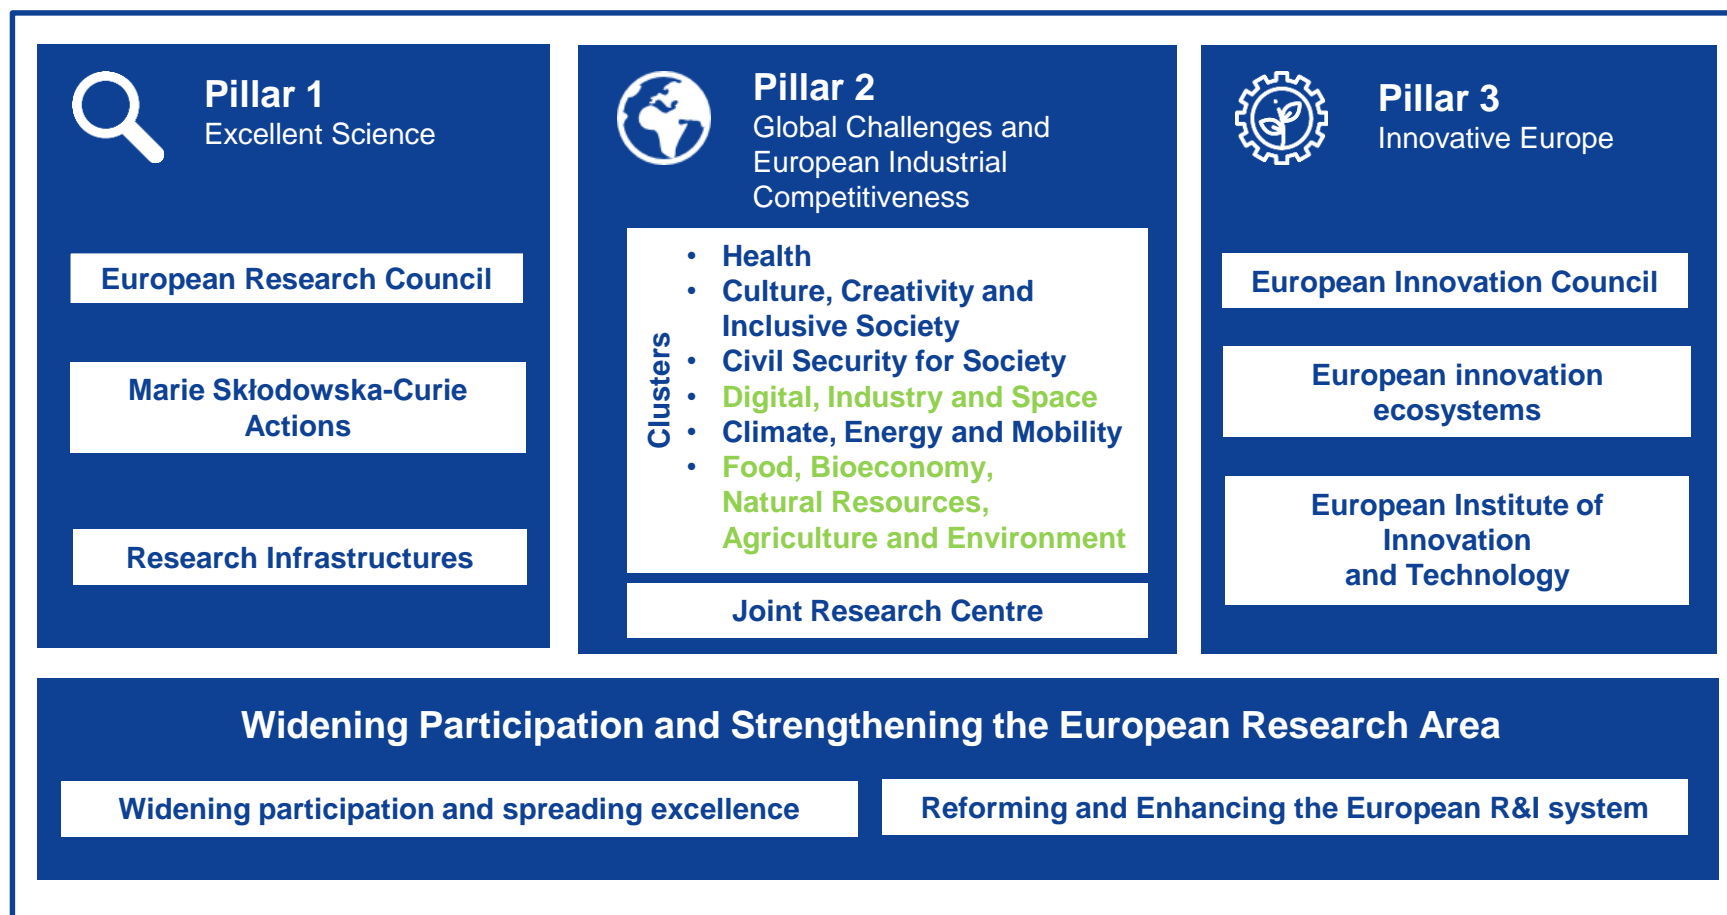 Pillar 1
Excellent Science
European Research Council
Marie Skłodowska-Curie
Actions
Research Infrastructures
Pillar 2
Global Challenges and
European Industrial
Competitiveness
Clusters
• Health
• Culture, Creativity and
Inclusive Society
• Civil Security for Society
• Digital, Industry and Space
• Climate, Energy and Mobility
• Food, Bioeconomy,
Natural Resources,
Agriculture and Environment
Joint Research Centre
Pillar 3
Innovative Europe
European Innovation Council
European innovation
ecosystems
European Institute of
Innovation
and Technology
Widening Participation and Strengthening the European Research Area
Widening participation and spreading excellence
Reforming and Enhancing the European R&I system